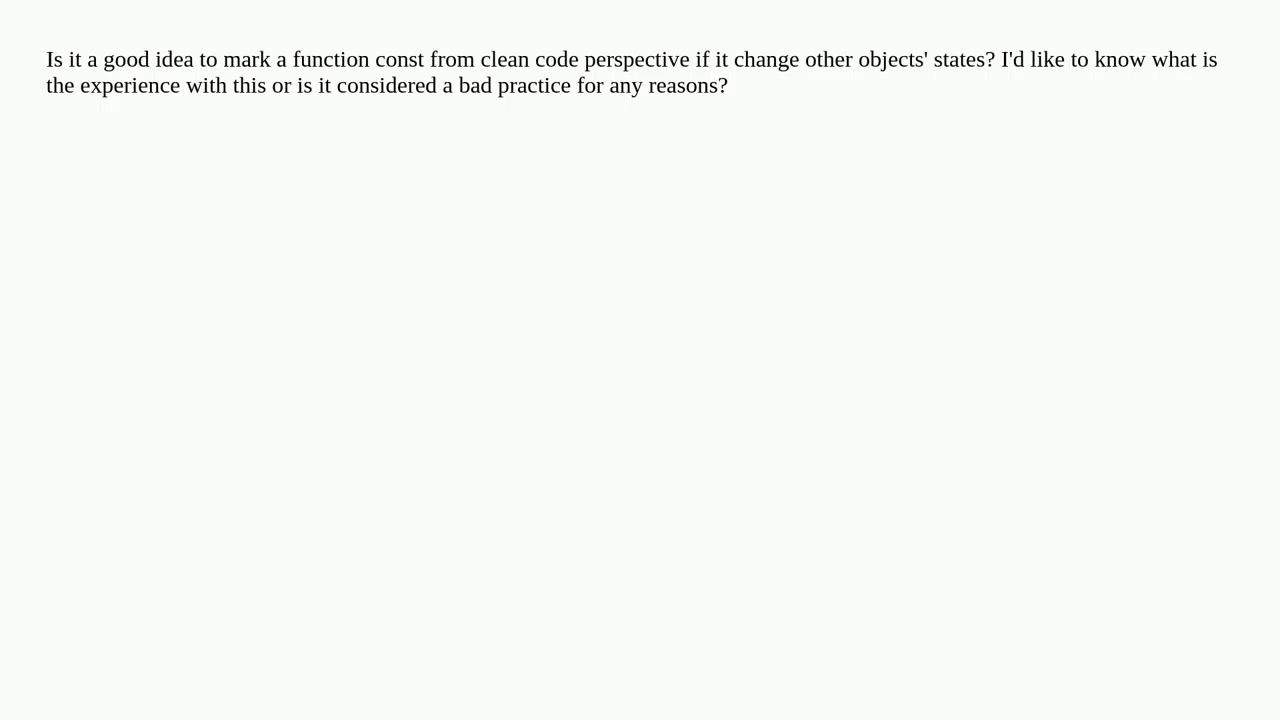 Is it a good idea to mark a function const from clean code perspective if it change other objects' states? I'd like to know what is
the experience with this or is it considered a bad practice for any reasons?